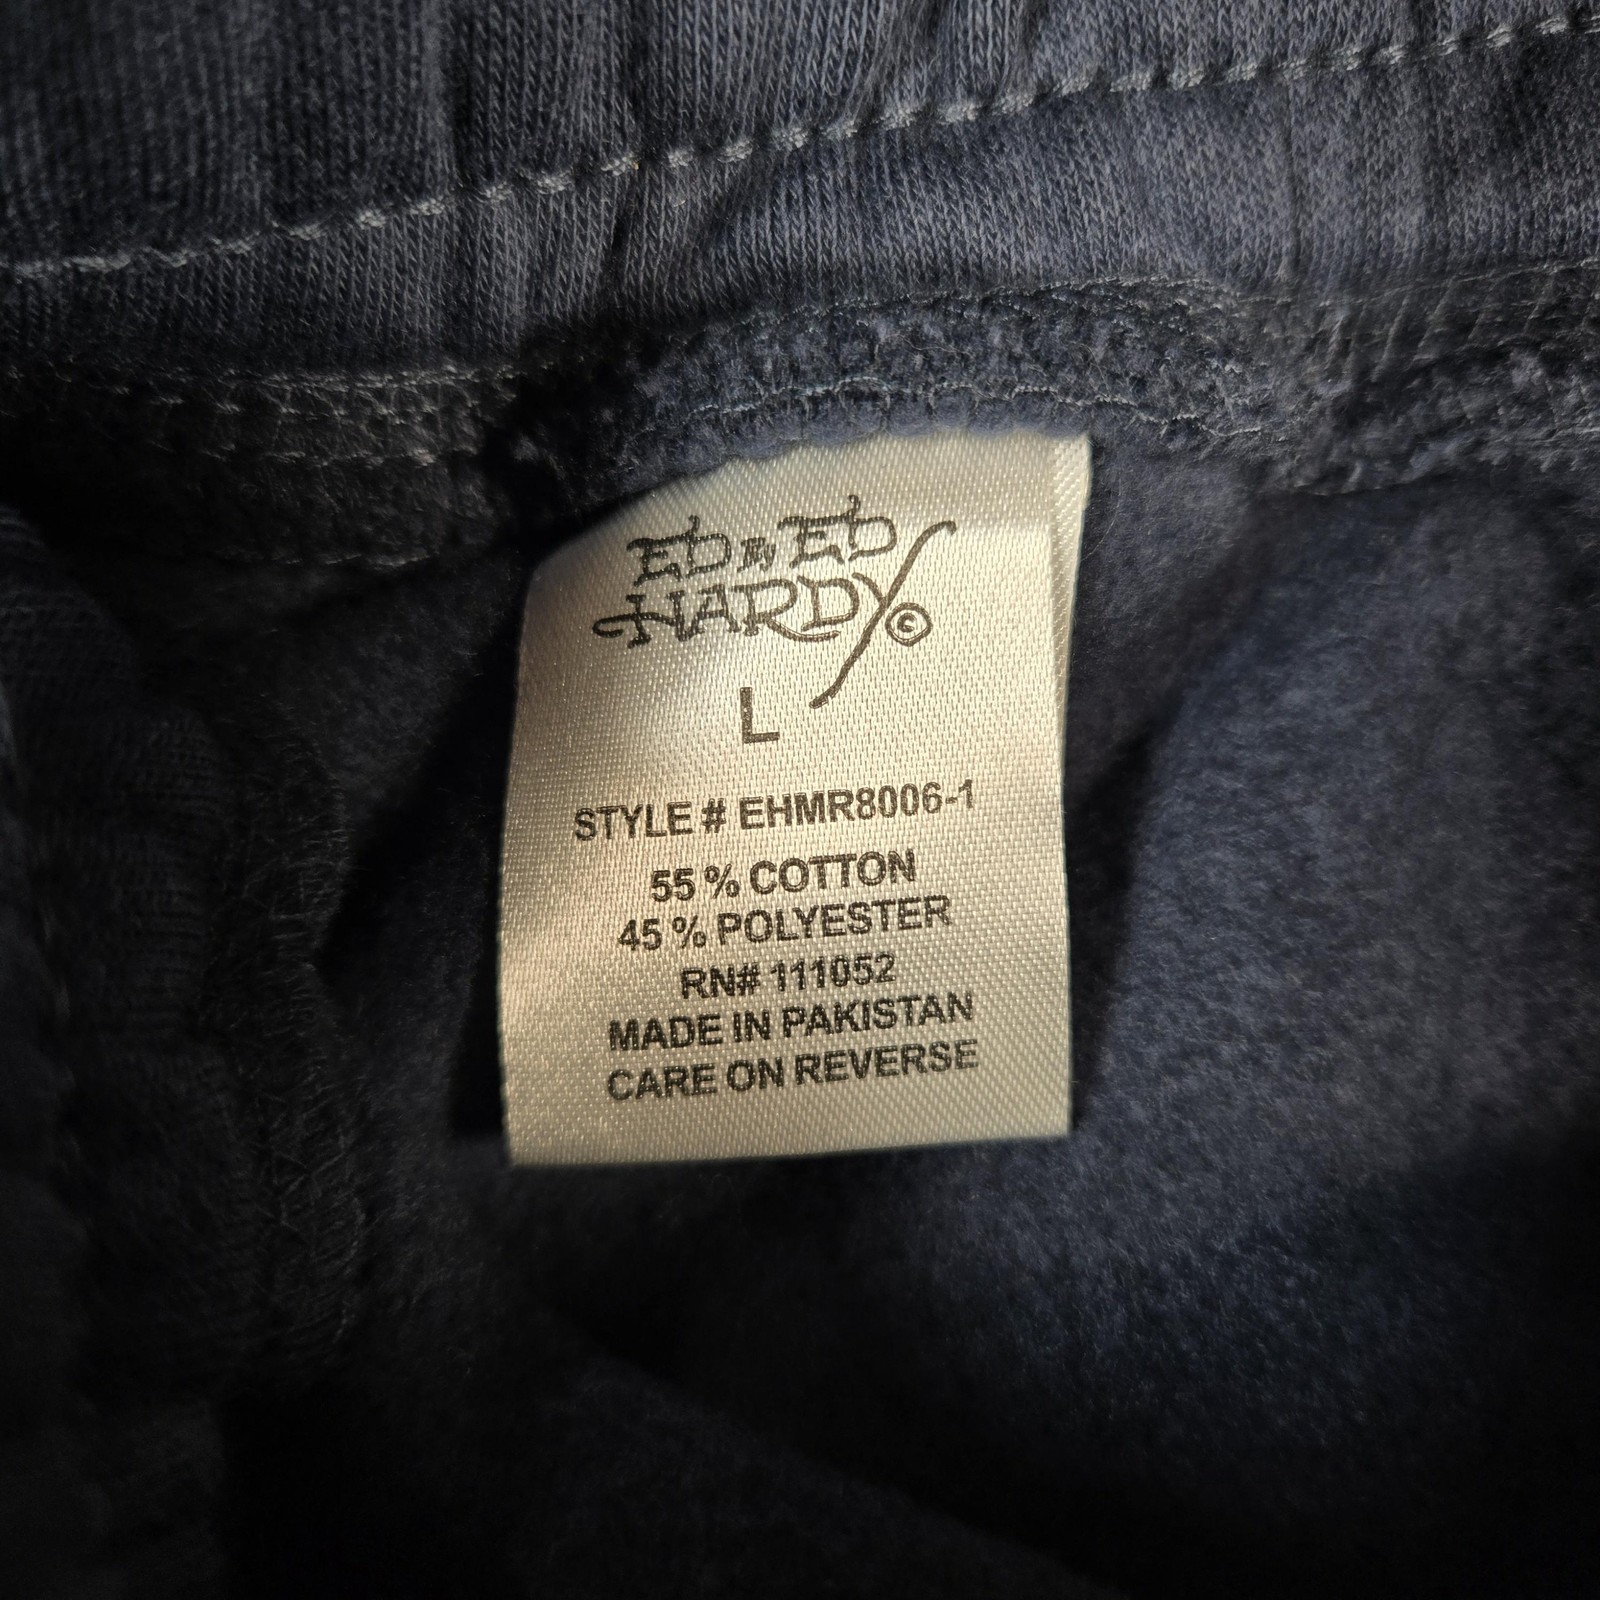 ED by ED
HARDY ©
L
STYLE # EHMR8006-1
55 % COTTON
45 % POLYESTER
RN# 111052
MADE IN PAKISTAN
CARE ON REVERSE